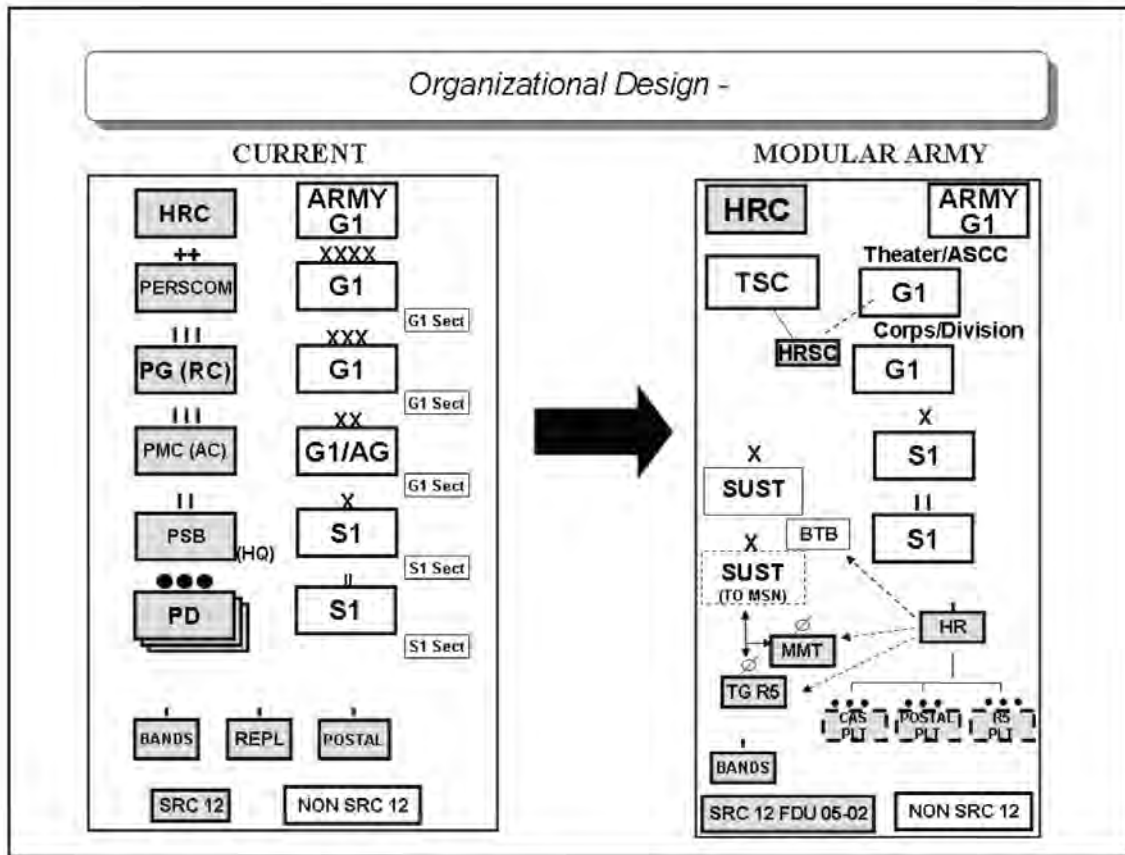 Organizational Design -
CURRENT
HRC
ARMY
G1
++
XXXX
PERSCOM
G1
G1 Sect
III
XXX
PG (RC)
G1
G1 Sect
III
XX
PMC (AC)
G1/AG
G1 Sect
II
X
PSB
(HQ)
S1
S1 Sect
II
PD
S1
S1 Sect
I
I
I
BANDS
REPL
POSTAL
SRC 12
NON SRC 12
MODULAR ARMY
HRC
ARMY
G1
Theater/ASCC
TSC
G1
HRSC
Corps/Division
G1
X
S1
X
SUST
II
S1
BTB
X
SUST
(TO MSN)
I
HR
Ø
MMT
Ø
TG R5
CAS
PLT
POSTAL
PLT
R5
PLT
I
BANDS
SRC 12 FDU 05-02
NON SRC 12